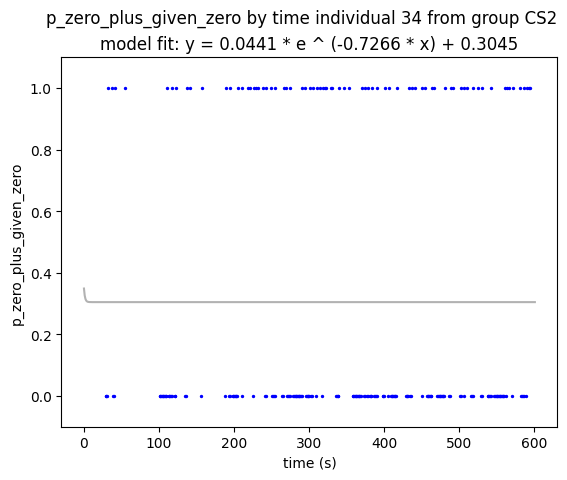 p_zero_plus_given_zero by time individual 34 from group CS2
model fit: y = 0.0441 * e ^ (-0.7266 * x) + 0.3045
p_zero_plus_given_zero
1.0
0.8
0.6
0.4
0.2
0.0
0 100 200 300 400 500 600
time (s)